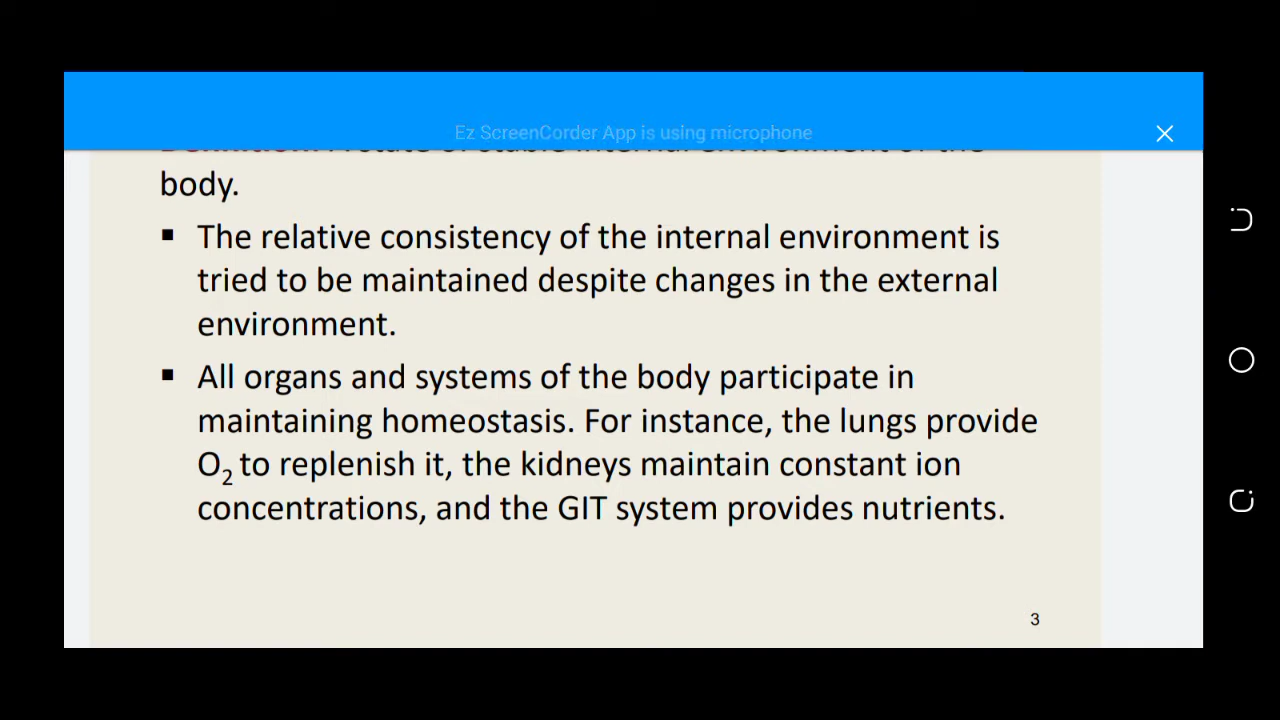 Ez ScreenCorder App is using microphone
body.
▪ The relative consistency of the internal environment is
tried to be maintained despite changes in the external
environment.
▪ All organs and systems of the body participate in
maintaining homeostasis. For instance, the lungs provide
O2 to replenish it, the kidneys maintain constant ion
concentrations, and the GIT system provides nutrients.
3